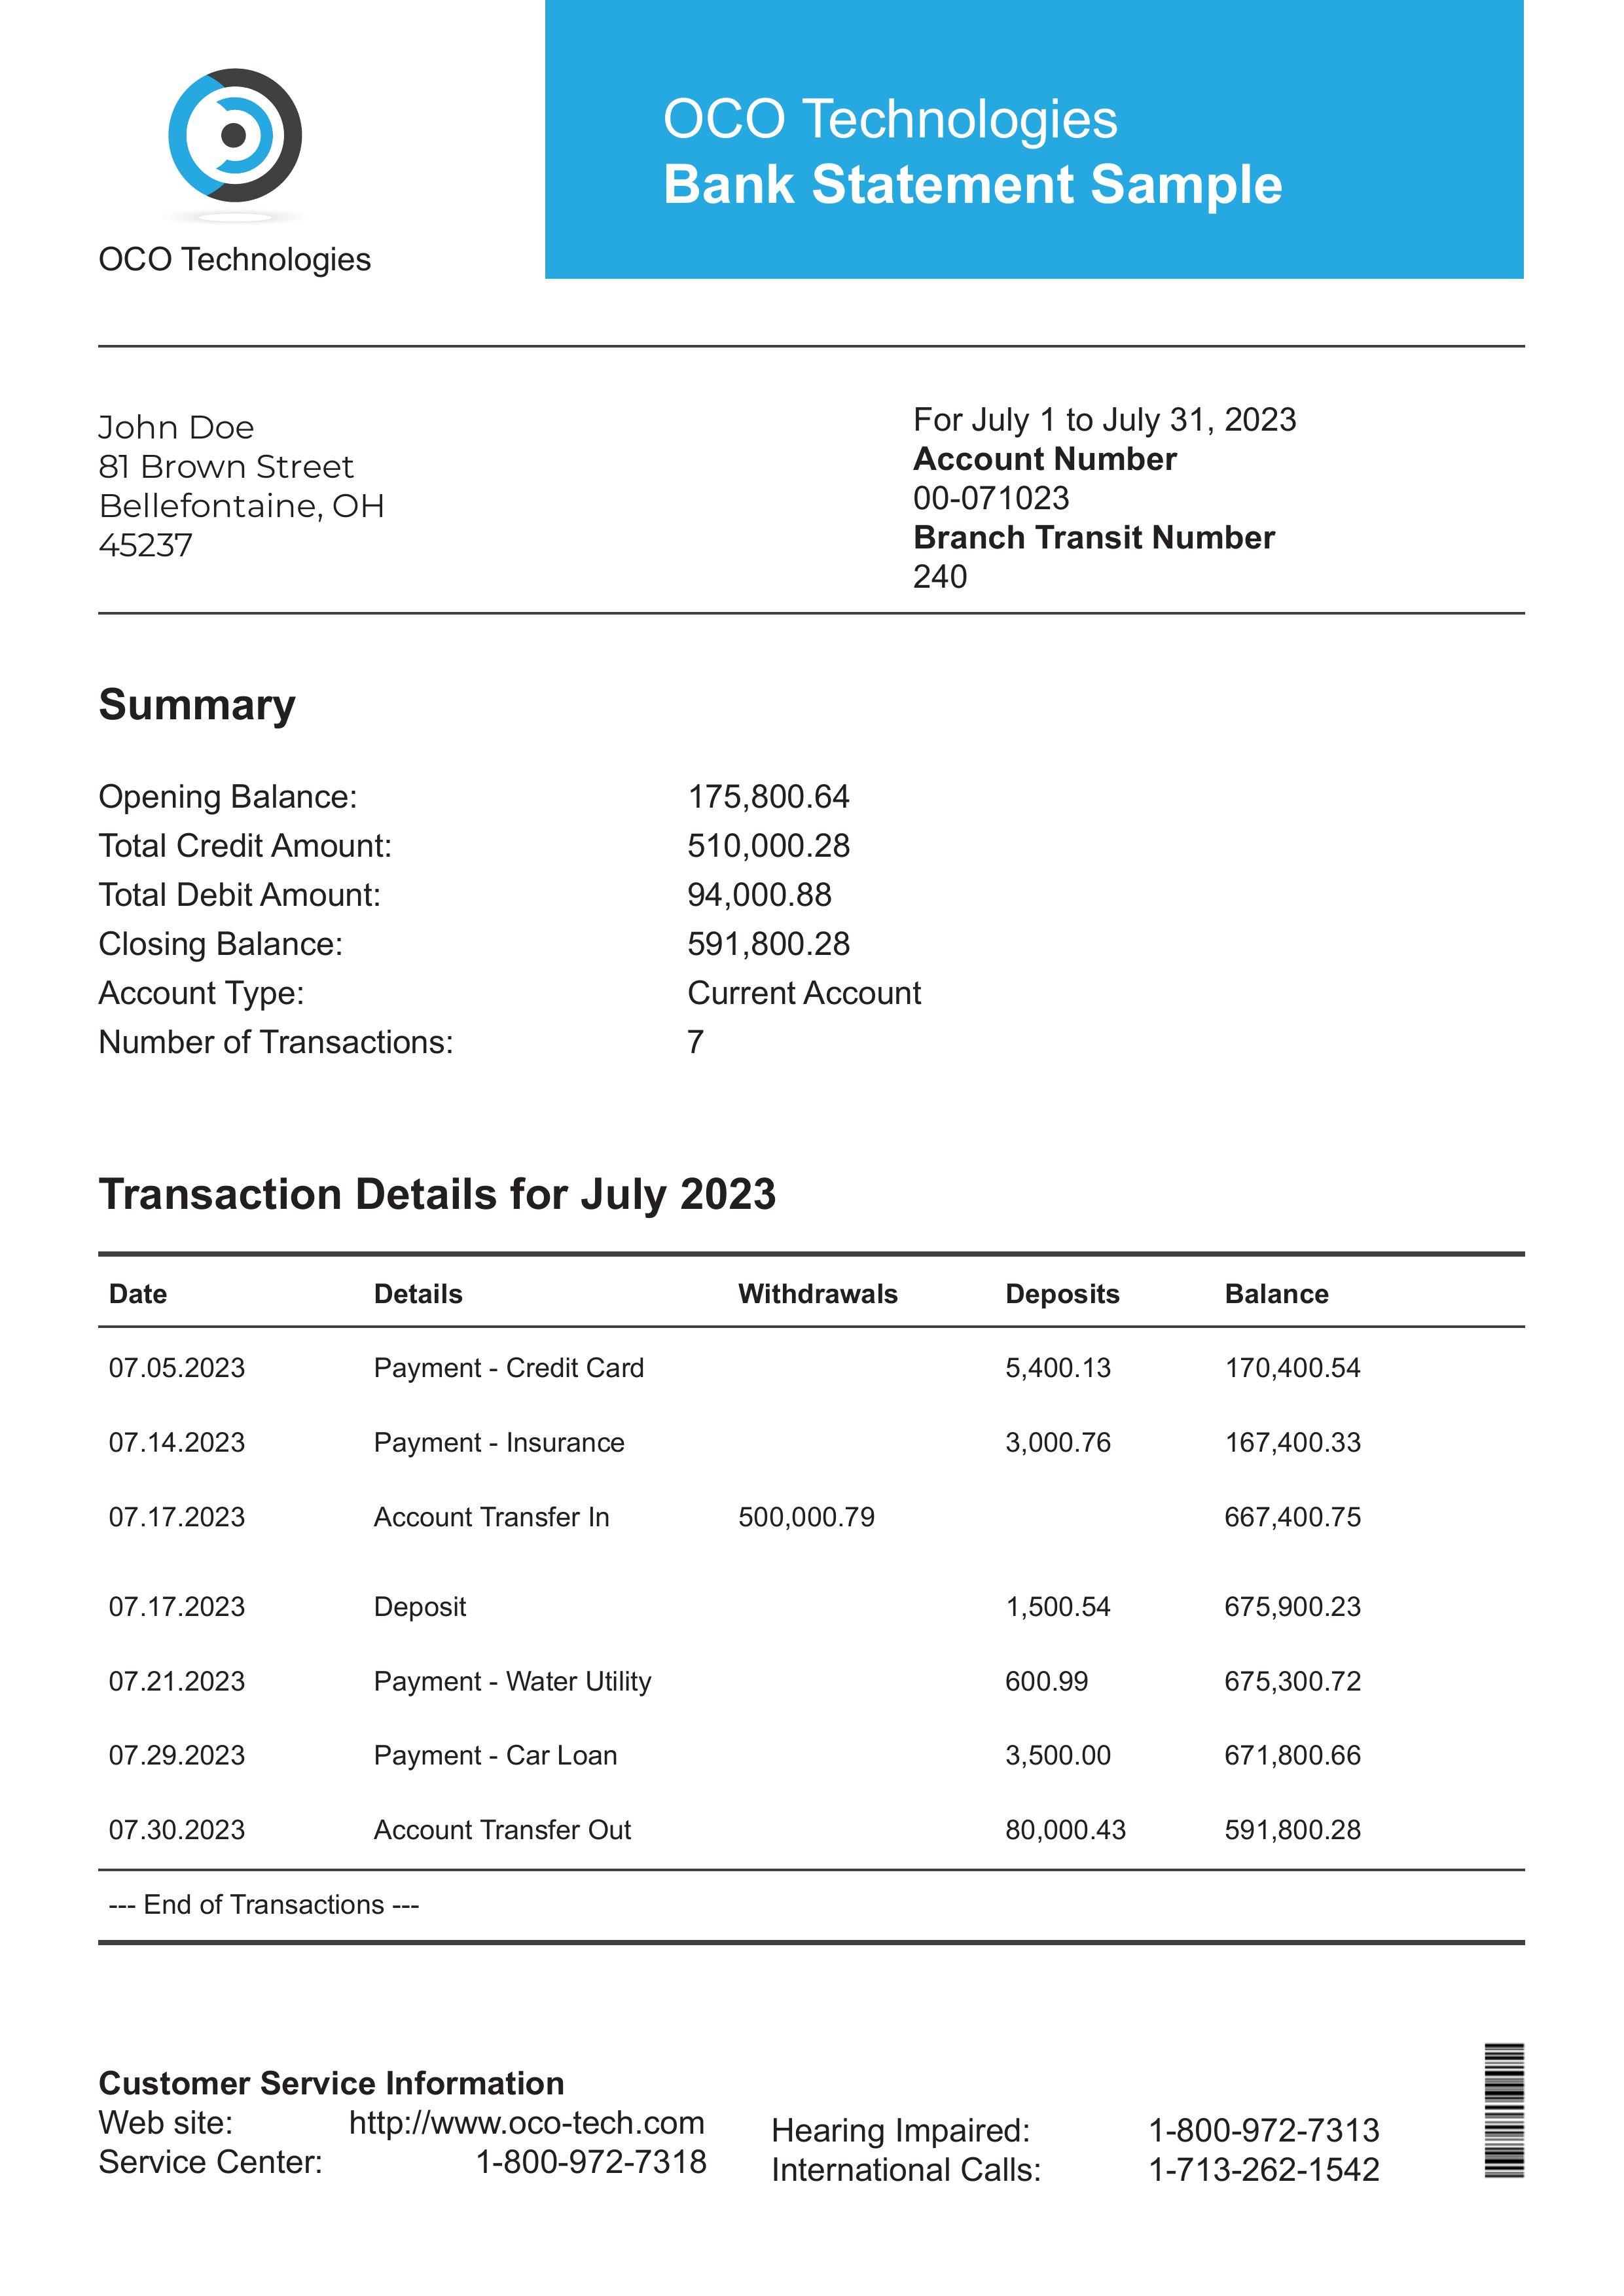 OCO Technologies
Bank Statement Sample
OCO Technologies
John Doe
81 Brown Street
Bellefontaine, OH
45237
For July 1 to July 31, 2023
Account Number
00-071023
Branch Transit Number
240
Summary
Opening Balance: 175,800.64
Total Credit Amount: 510,000.28
Total Debit Amount: 94,000.88
Closing Balance: 591,800.28
Account Type: Current Account
Number of Transactions: 7
Transaction Details for July 2023
Date Details Withdrawals Deposits Balance
07.05.2023 Payment - Credit Card 5,400.13 170,400.54
07.14.2023 Payment - Insurance 3,000.76 167,400.33
07.17.2023 Account Transfer In 500,000.79 667,400.75
07.17.2023 Deposit 1,500.54 675,900.23
07.21.2023 Payment - Water Utility 600.99 675,300.72
07.29.2023 Payment - Car Loan 3,500.00 671,800.66
07.30.2023 Account Transfer Out 80,000.43 591,800.28
--- End of Transactions ---
Customer Service Information
Web site: http://www.oco-tech.com
Service Center: 1-800-972-7318
Hearing Impaired: 1-800-972-7313
International Calls: 1-713-262-1542